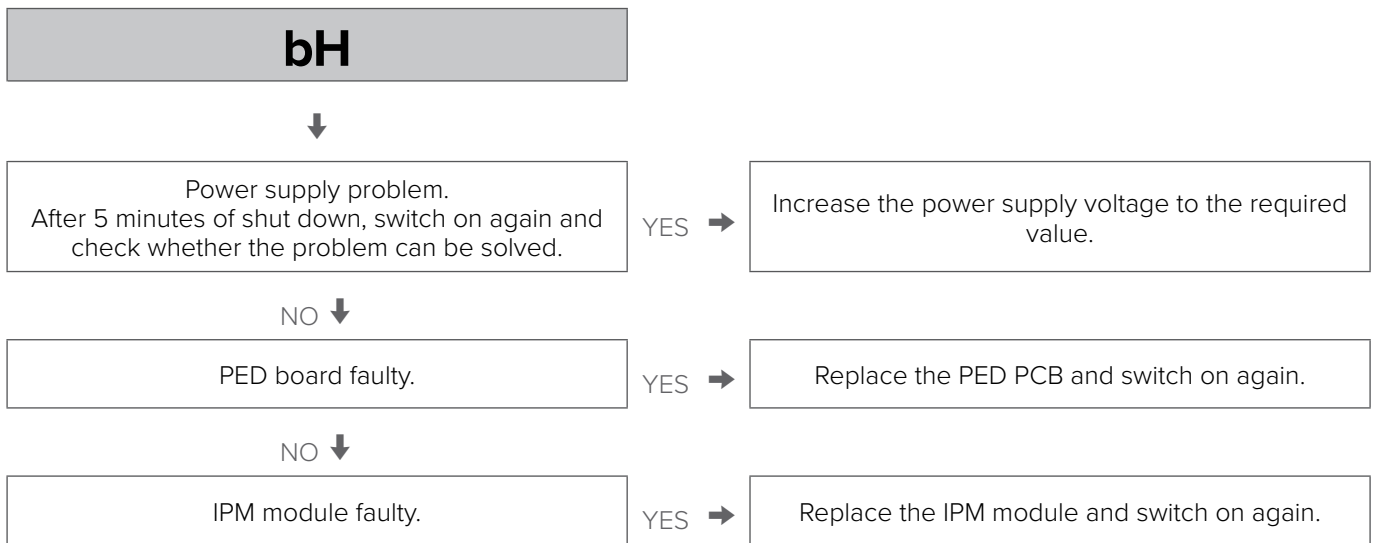 bH
Power supply problem.
After 5 minutes of shut down, switch on again and
check whether the problem can be solved.
YES
Increase the power supply voltage to the required
value.
NO
PED board faulty.
YES
Replace the PED PCB and switch on again.
NO
IPM module faulty.
YES
Replace the IPM module and switch on again.